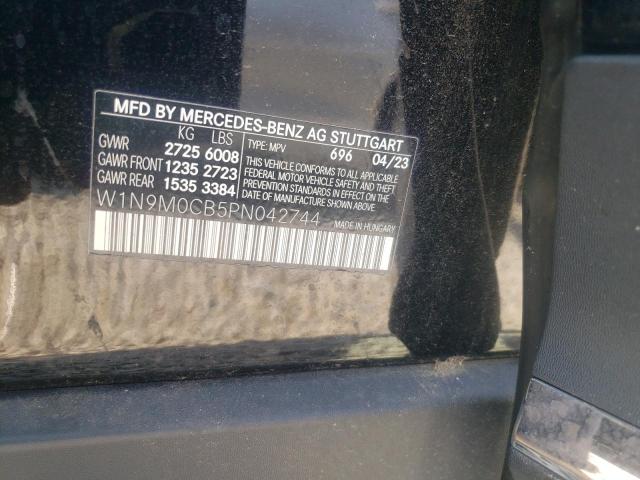 MFD BY MERCEDES-BENZ AG STUTTGART
KG LBS
GVWR 2725 6008
GAWR FRONT 1235 2723
GAWR REAR 1535 3384
TYPE: MPV 696 04/23
THIS VEHICLE CONFORMS TO ALL APPLICABLE
FEDERAL MOTOR VEHICLE SAFETY AND THEFT
PREVENTION STANDARDS IN EFFECT ON THE
DATE OF MANUFACTURE SHOWN ABOVE.
W1N9M0CB5PN042744
MADE IN HUNGARY